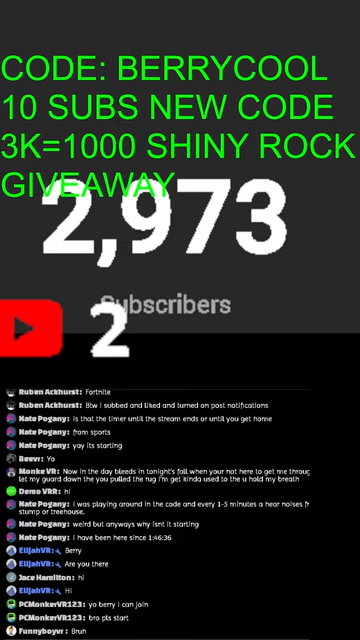 CODE: BERRYCOOL
10 SUBS NEW CODE
3K=1000 SHINY ROCK
GIVEAWAY
2,973
Subscribers
2
Ruben Ackhurst: Fortnite
Ruben Ackhurst: Btw i subbed and liked and turned on post notifications
Nate Pogany: is that the timer until the stream ends or until you get home
Nate Pogany: from sports
Nate Pogany: yay its starting
Beevr: Yo
Monke VR: Now in the day bleeds in tonight's fall when your not here to get me throug
let my guard down the you pulled the rug i'm get kinda used to the u hold my breath
Demo VRR: hi
Nate Pogany: i was playing around in the code and every 1-5 minutes a hear noises fr
stump or treehouse.
Nate Pogany: weird but anyways why isnt it starting
Nate Pogany: i have been here since 1:46:36
ElijahVR: Berry
ElijahVR: Are you there
Jace Hamilton: hi
ElijahVR: Hi
PCMonkerVR123: yo berry i can join
PCMonkerVR123: bro pls start
Funnyboyvr: Bruh